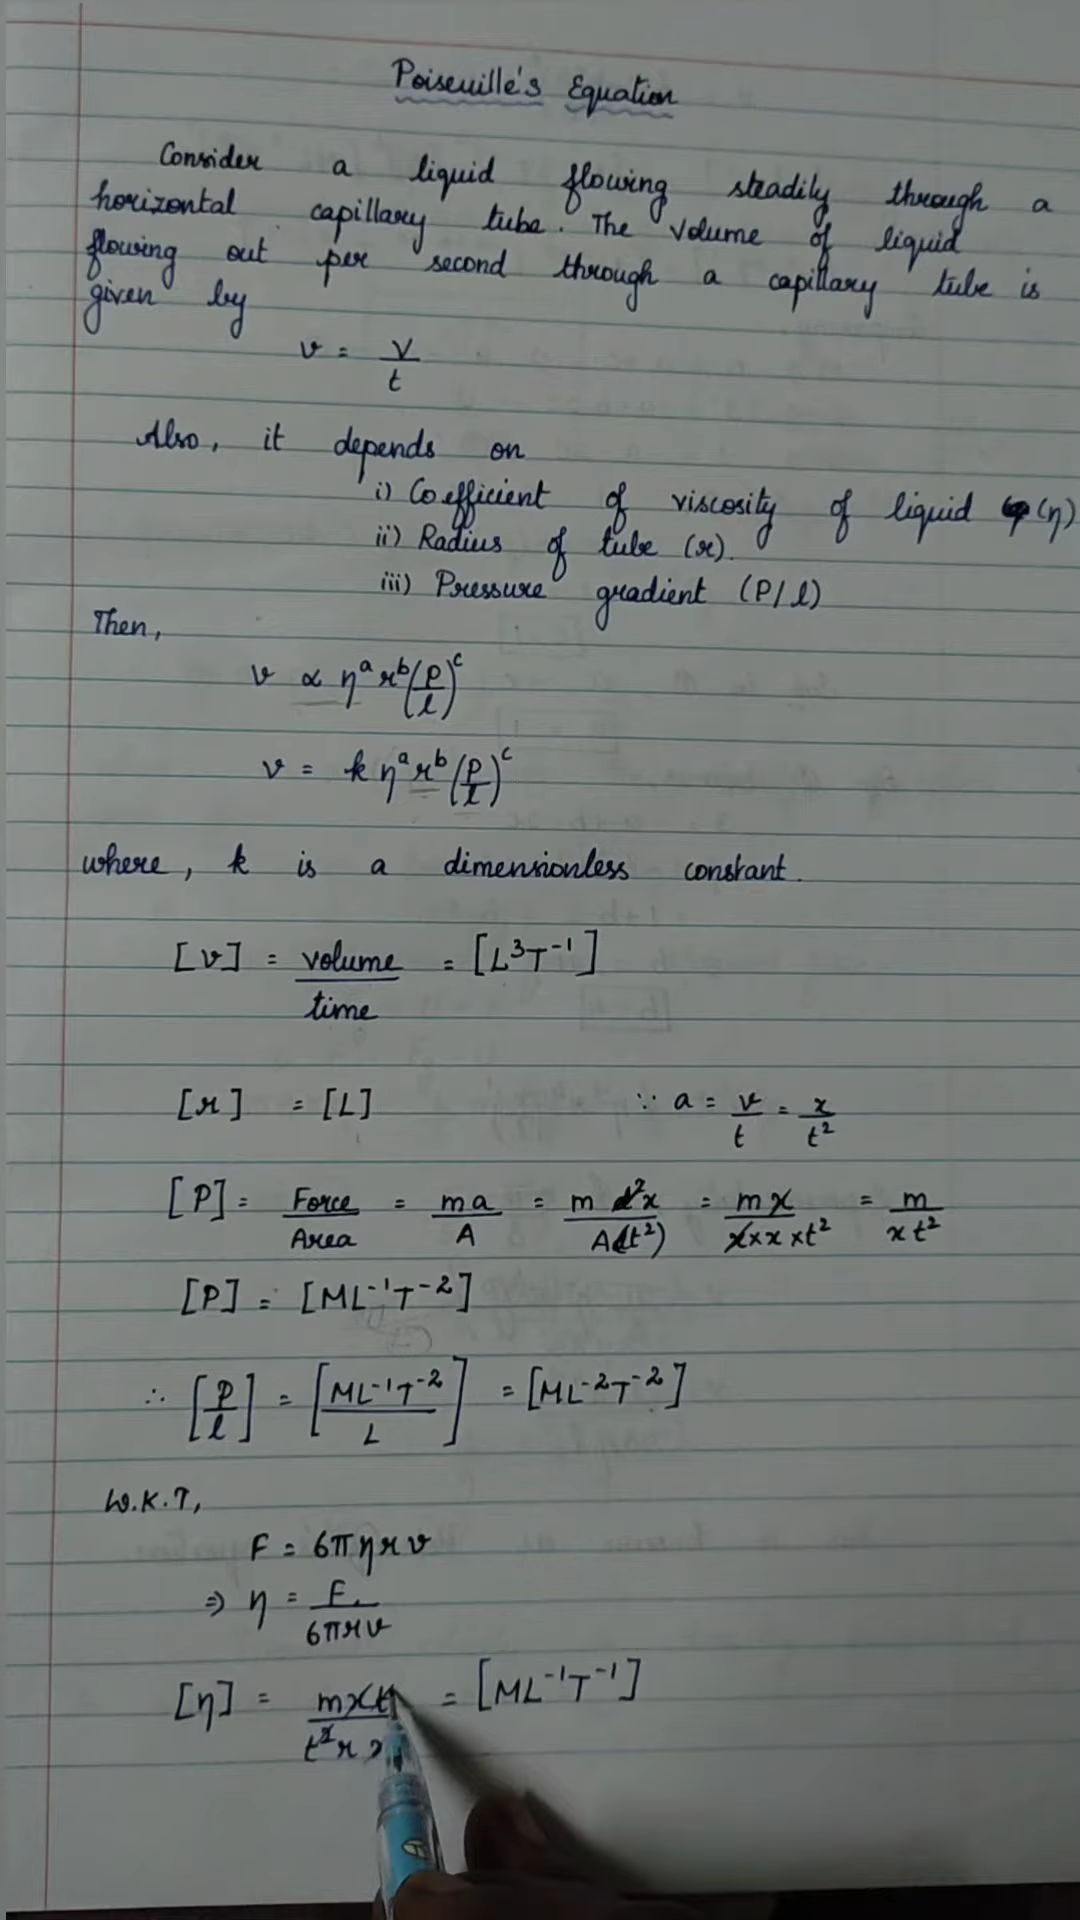 Poiseuille's Equation
Consider a liquid flowing steadily through a
horizontal capillary tube. The volume of liquid
flowing out per second through a capillary tube is
given by
v = V/t
Also, it depends on
i) Coefficient of viscosity of liquid (η)
ii) Radius of tube (r).
iii) Pressure gradient (P/l)
Then,
v ∝ η^a r^b (P/l)^c
v = k η^a r^b (P/l)^c
where, k is a dimensionless constant.
[v] = volume/time = [L³T⁻¹]
[r] = [L] ∵ a = v/t = x/t²
[P] = Force/Area = ma/A = m d²x/A(dt²) = mx/x×x×t² = m/xt²
[P] = [ML⁻¹T⁻²]
∴ [P/l] = [ML⁻¹T⁻²/L] = [ML⁻²T⁻²]
W.K.T,
F = 6πηrv
⇒ η = F/6πrv
[η] = mxt/t²r = [ML⁻¹T⁻¹]